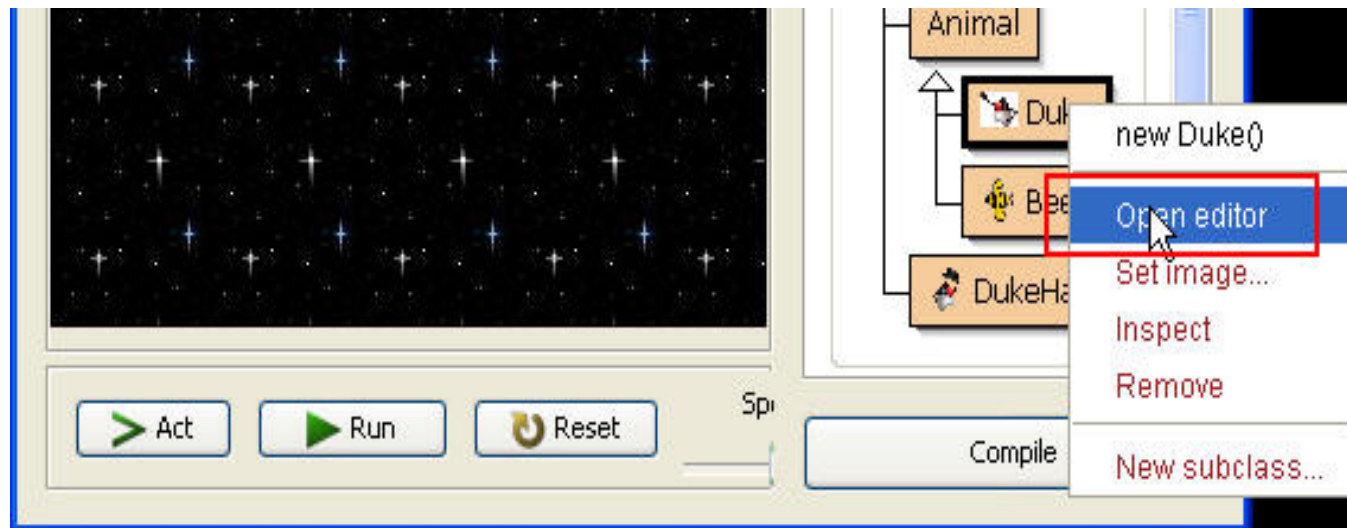 Animal
new Duke()
Open editor
Set image...
Inspect
Remove
New subclass...
Act
Run
Reset
Compile